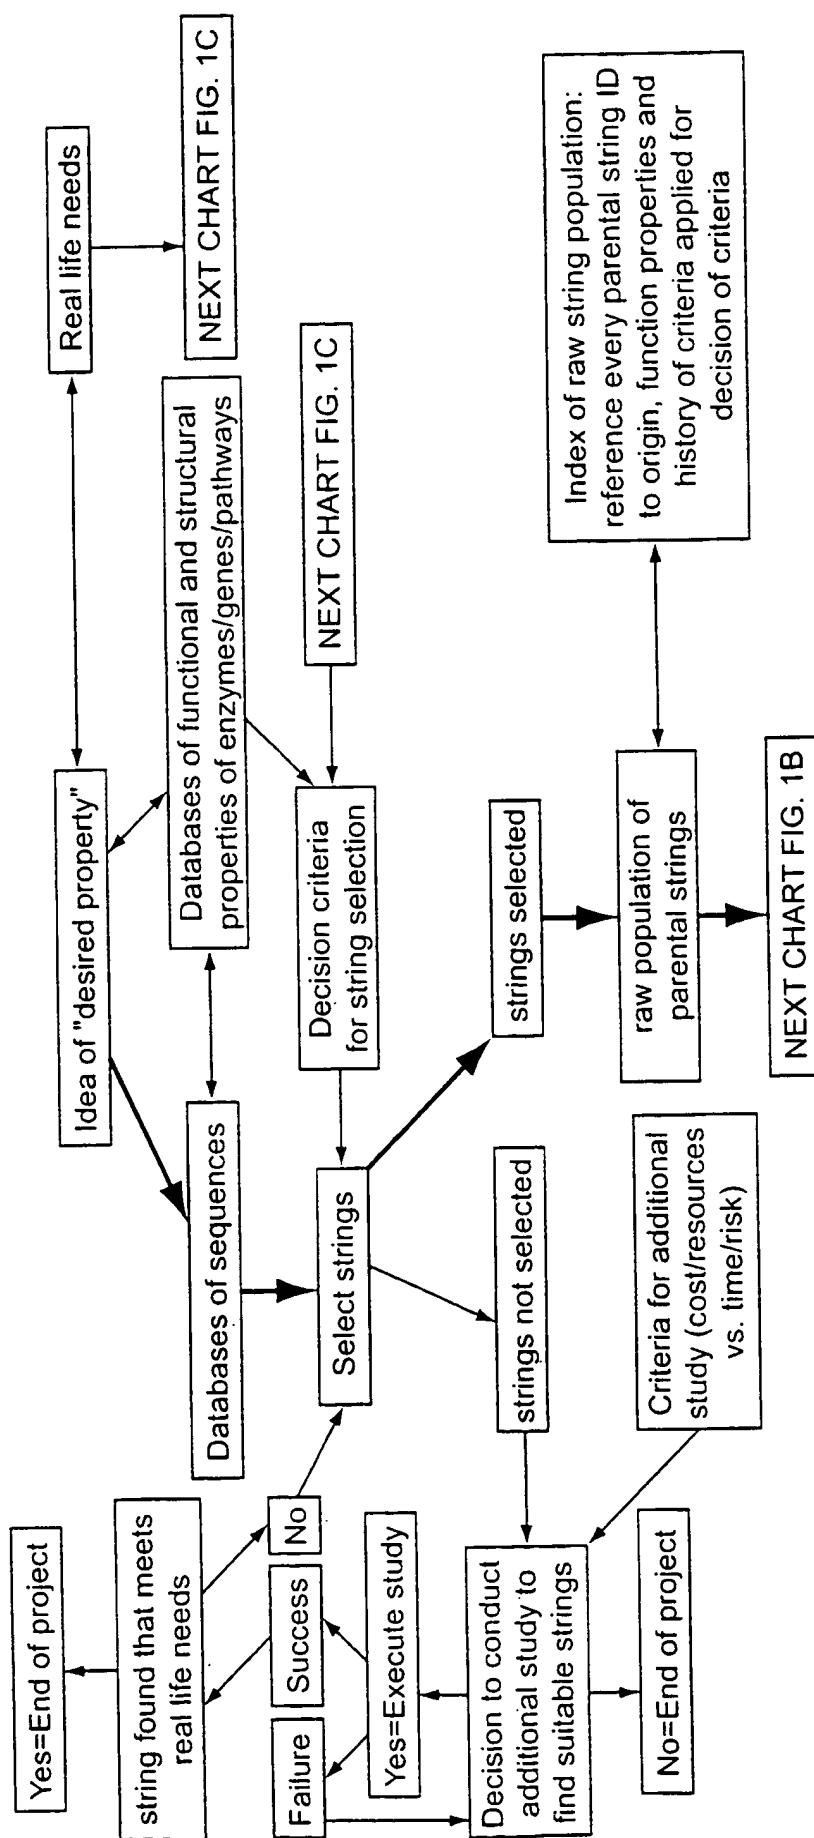 Yes=End of project
string found that meets
real life needs
Failure
Success
No
Yes=Execute study
Decision to conduct
additional study to
find suitable strings
No=End of project
Idea of "desired property"
Real life needs
NEXT CHART FIG. 1C
Databases of sequences
Databases of functional and structural
properties of enzymes/genes/pathways
Select strings
Decision criteria
for string selection
NEXT CHART FIG. 1C
strings not selected
strings selected
Criteria for additional
study (cost/resources
vs. time/risk)
raw population of
parental strings
Index of raw string population:
reference every parental string ID
to origin, function properties and
history of criteria applied for
decision of criteria
NEXT CHART FIG. 1B